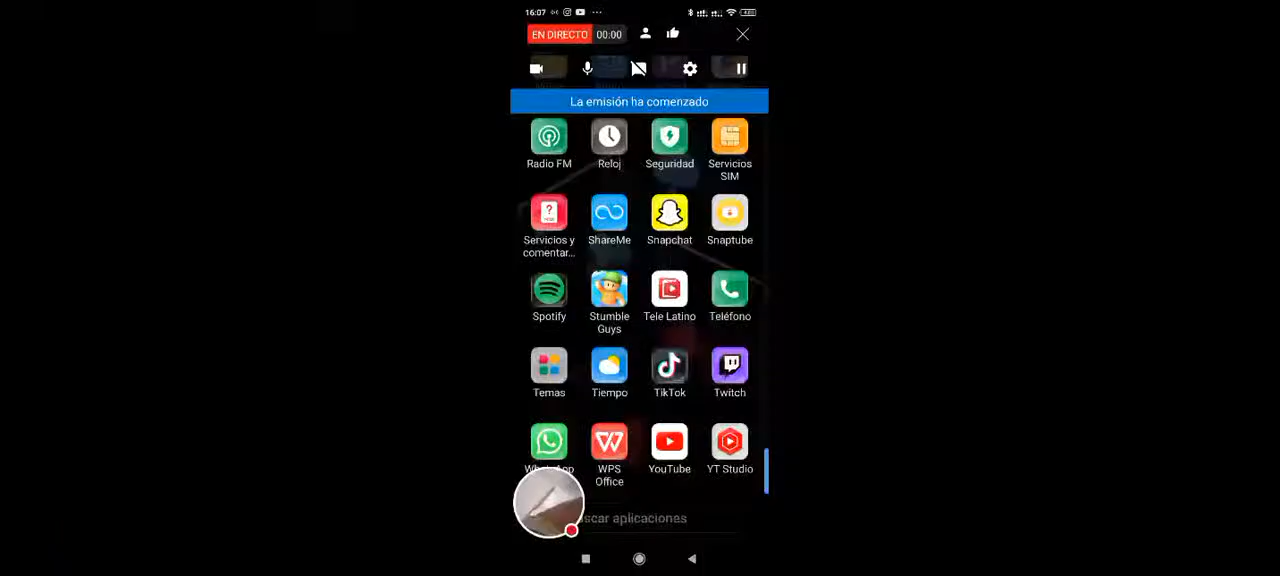 16:07
EN DIRECTO 00:00
La emisión ha comenzado
Radio FM Reloj Seguridad Servicios SIM
Servicios y comentar... ShareMe Snapchat Snaptube
Spotify Stumble Guys Tele Latino Teléfono
Temas Tiempo TikTok Twitch
WhatsApp WPS Office YouTube YT Studio
scar aplicaciones